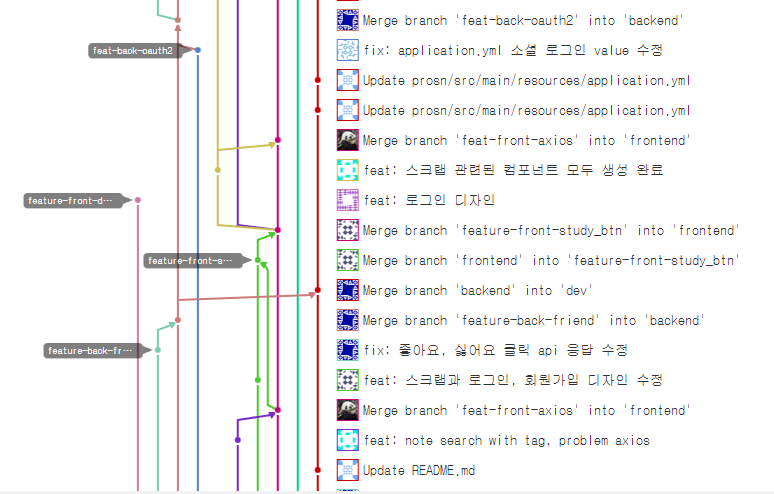 Merge branch 'feat-back-oauth2' into 'backend'
feat-back-oauth2 fix: application.yml 소셜 로그인 value 수정
Update prosn/src/main/resources/application.yml
Update prosn/src/main/resources/application.yml
Merge branch 'feat-front-axios' into 'frontend'
feat: 스크랩 관련된 컴포넌트 모두 생성 완료
feature-front-d… feat: 로그인 디자인
Merge branch 'feature-front-study_btn' into 'frontend'
feature-front-s… Merge branch 'frontend' into 'feature-front-study_btn'
Merge branch 'backend' into 'dev'
Merge branch 'feature-back-friend' into 'backend'
feature-back-fr… fix: 좋아요, 싫어요 클릭 api 응답 수정
feat: 스크랩과 로그인, 회원가입 디자인 수정
Merge branch 'feat-front-axios' into 'frontend'
feat: note search with tag, problem axios
Update README.md